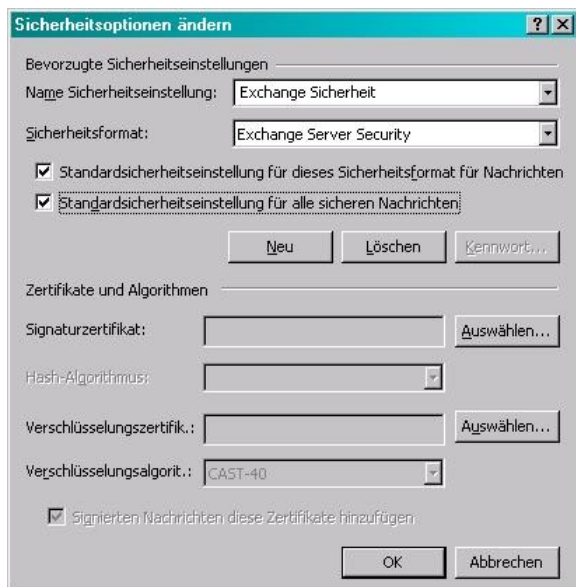 Sicherheitsoptionen ändern
Bevorzugte Sicherheitseinstellungen
Name Sicherheitseinstellung: Exchange Sicherheit
Sicherheitsformat: Exchange Server Security
Standardsicherheitseinstellung für dieses Sicherheitsformat für Nachrichten
Standardsicherheitseinstellung für alle sicheren Nachrichten
Neu Löschen Kennwort...
Zertifikate und Algorithmen
Signaturzertifikat: Auswählen...
Hash-Algorithmus:
Verschlüsselungszertifik.: Auswählen...
Verschlüsselungsalgorit.: CAST-40
Signierten Nachrichten diese Zertifikate hinzufügen
OK Abbrechen